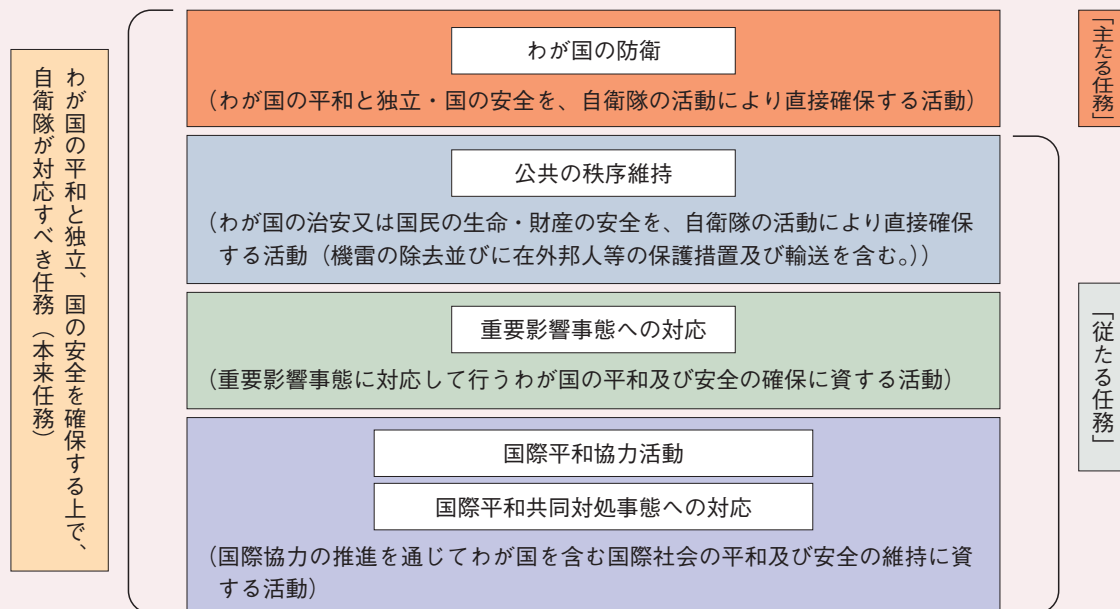 わが国の平和と独立、国の安全を確保する上で、
自衛隊が対応すべき任務（本来任務）
わが国の防衛
（わが国の平和と独立・国の安全を、自衛隊の活動により直接確保する活動）
「主たる任務」
公共の秩序維持
（わが国の治安又は国民の生命・財産の安全を、自衛隊の活動により直接確保
する活動（機雷の除去並びに在外邦人等の保護措置及び輸送を含む。））
重要影響事態への対応
（重要影響事態に対応して行うわが国の平和及び安全の確保に資する活動）
「従たる任務」
国際平和協力活動
国際平和共同対処事態への対応
（国際協力の推進を通じてわが国を含む国際社会の平和及び安全の維持に資
する活動）